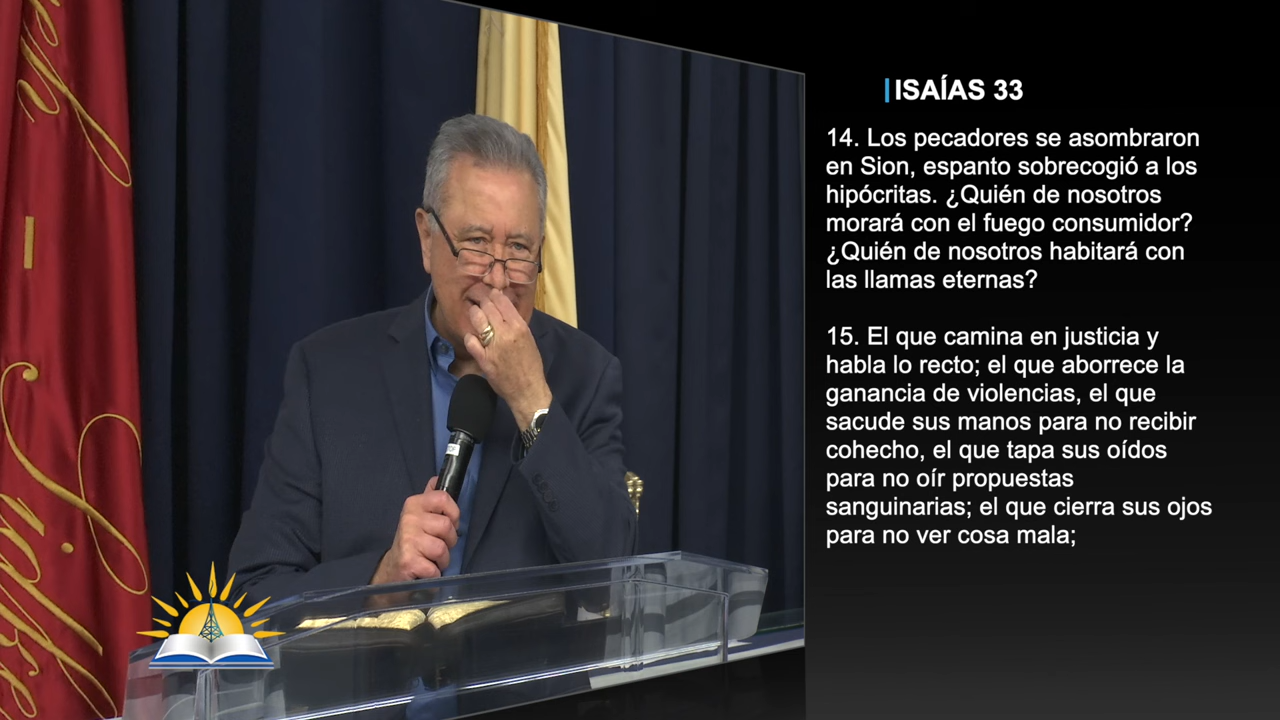 ISAÍAS 33
14. Los pecadores se asombraron
en Sion, espanto sobrecogió a los
hipócritas. ¿Quién de nosotros
morará con el fuego consumidor?
¿Quién de nosotros habitará con
las llamas eternas?
15. El que camina en justicia y
habla lo recto; el que aborrece la
ganancia de violencias, el que
sacude sus manos para no recibir
cohecho, el que tapa sus oídos
para no oír propuestas
sanguinarias; el que cierra sus ojos
para no ver cosa mala;